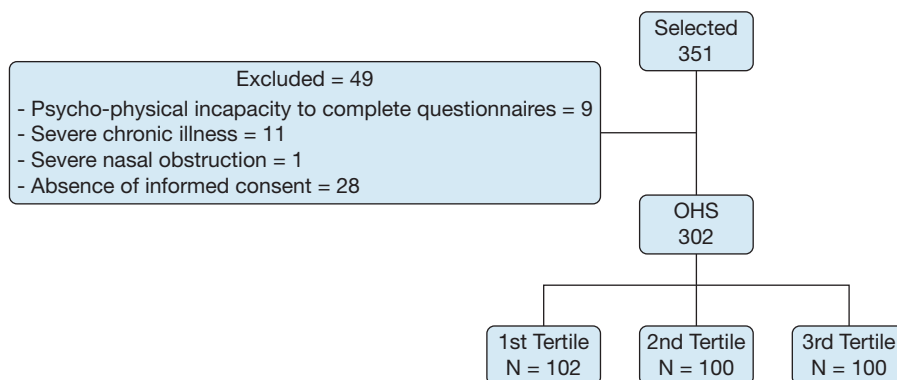 Selected
351
Excluded = 49
- Psycho-physical incapacity to complete questionnaires = 9
- Severe chronic illness = 11
- Severe nasal obstruction = 1
- Absence of informed consent = 28
OHS
302
1st Tertile
N = 102
2nd Tertile
N = 100
3rd Tertile
N = 100